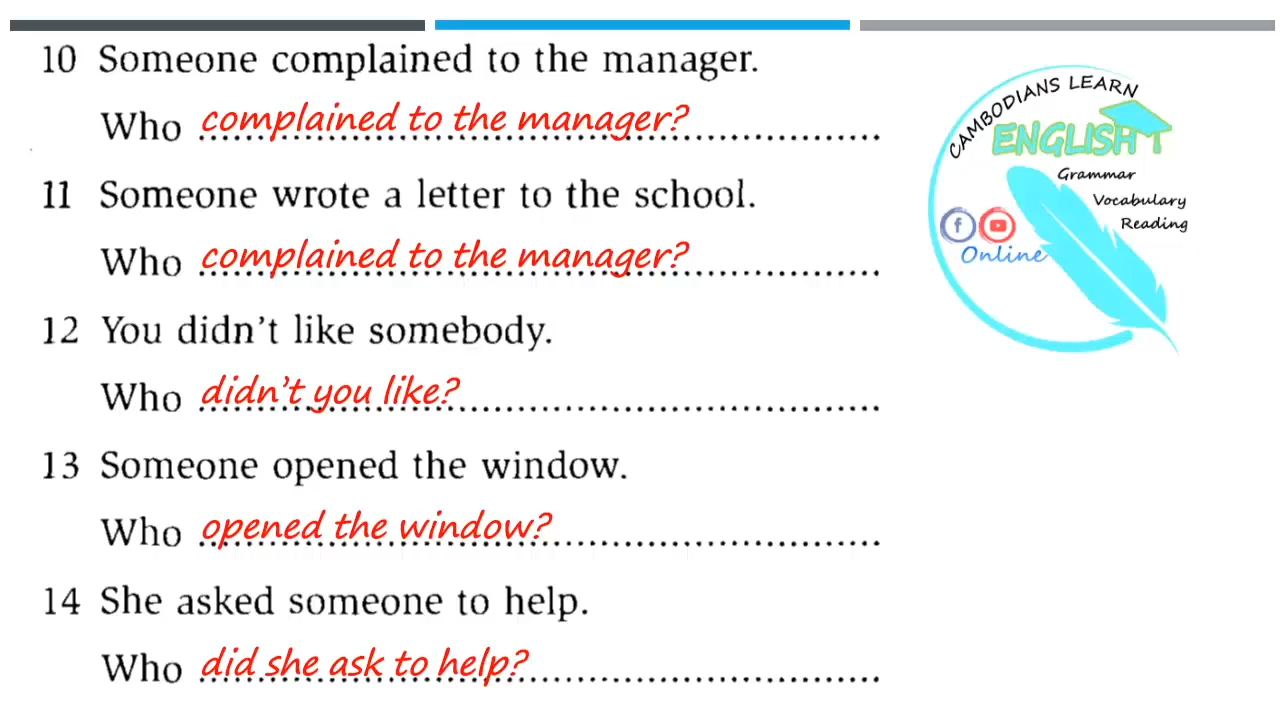 10 Someone complained to the manager.
Who complained to the manager?
11 Someone wrote a letter to the school.
Who complained to the manager?
12 You didn't like somebody.
Who didn't you like?
13 Someone opened the window.
Who opened the window?
14 She asked someone to help.
Who did she ask to help?
CAMBODIANS LEARN
ENGLISH
Grammar
Vocabulary
Reading
f
Online